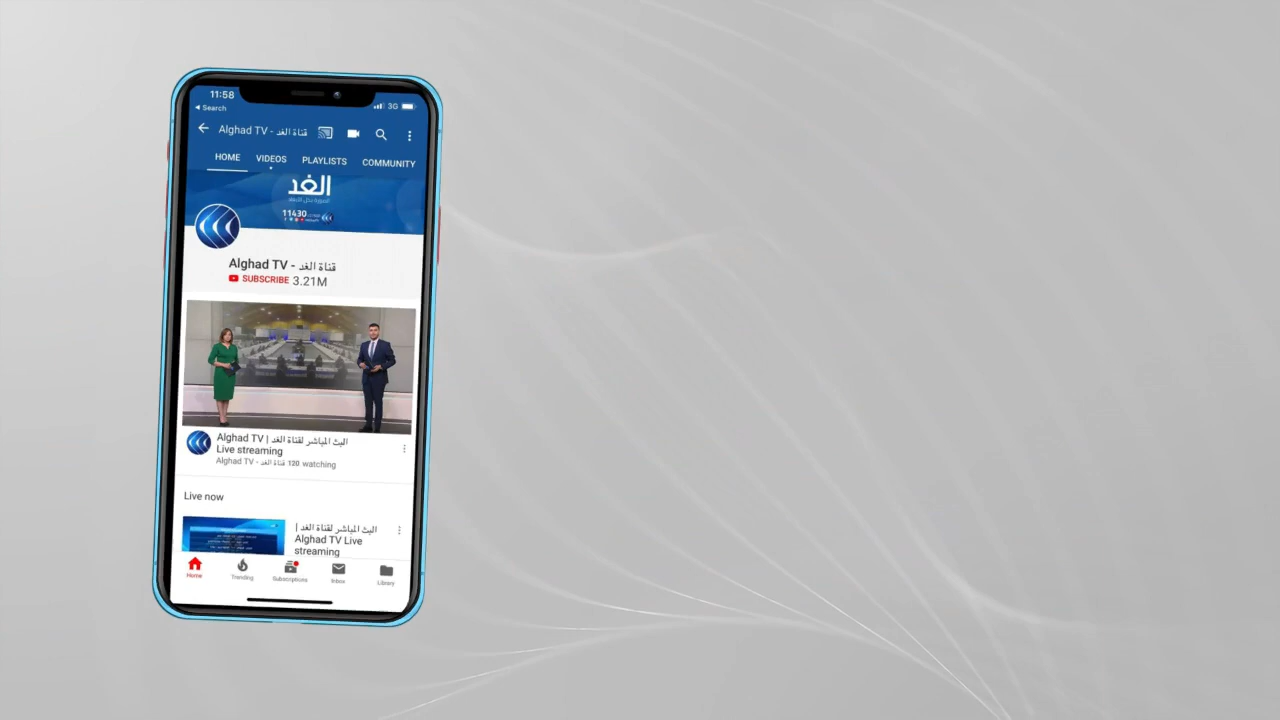 11:58
3G
Search
Alghad TV - قناة الغد
HOME VIDEOS PLAYLISTS COMMUNITY
الغد
11430
Alghad TV - قناة الغد
SUBSCRIBE 3.21M
Alghad TV | البث المباشر لقناة الغد
Live streaming
Alghad TV - قناة الغد 120 watching
Live now
البث المباشر لقناة الغد |
Alghad TV Live
streaming
Home Trending Subscriptions Inbox Library